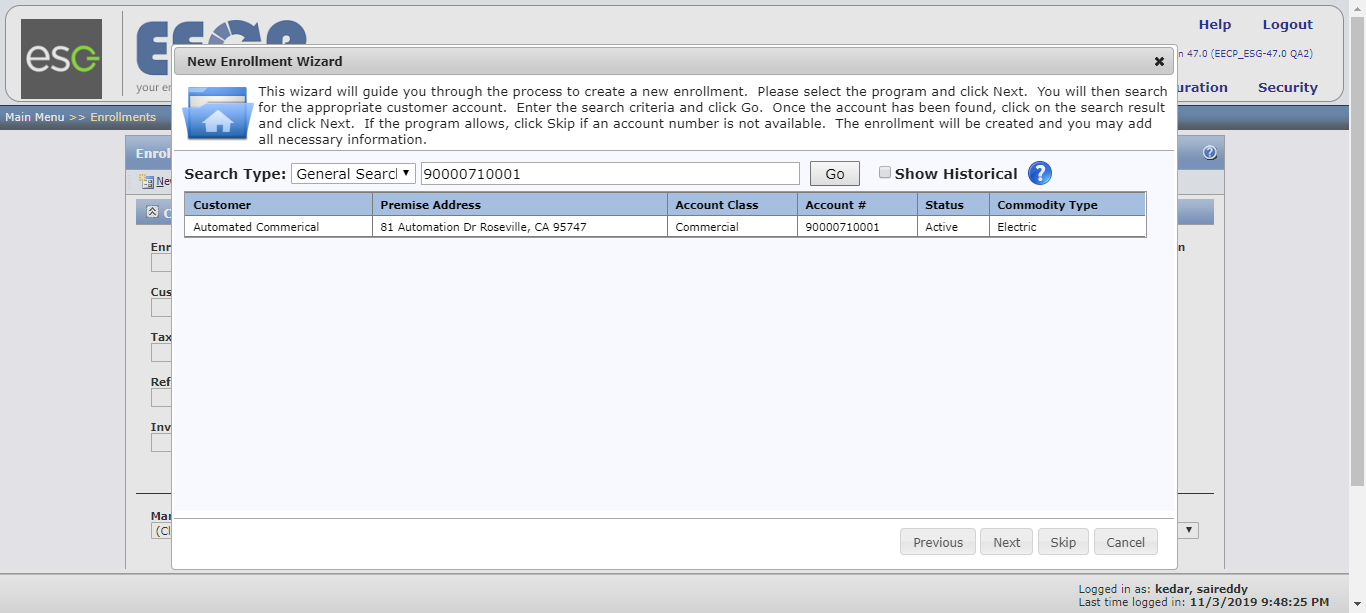 esg
your en
Help Logout
n 47.0 (EECP_ESG-47.0 QA2)
uration Security
Main Menu >> Enrollments
New Enrollment Wizard
This wizard will guide you through the process to create a new enrollment. Please select the program and click Next. You will then search
for the appropriate customer account. Enter the search criteria and click Go. Once the account has been found, click on the search result
and click Next. If the program allows, click Skip if an account number is not available. The enrollment will be created and you may add
all necessary information.
Search Type: General Search 90000710001 Go Show Historical
Customer Premise Address Account Class Account # Status Commodity Type
Automated Commerical 81 Automation Dr Roseville, CA 95747 Commercial 90000710001 Active Electric
Enrol
Ne
C
Enr
n
Cus
Tax
Ref
Inv
Mar
(Cl
Previous Next Skip Cancel
Logged in as: kedar, saireddy
Last time logged in: 11/3/2019 9:48:25 PM